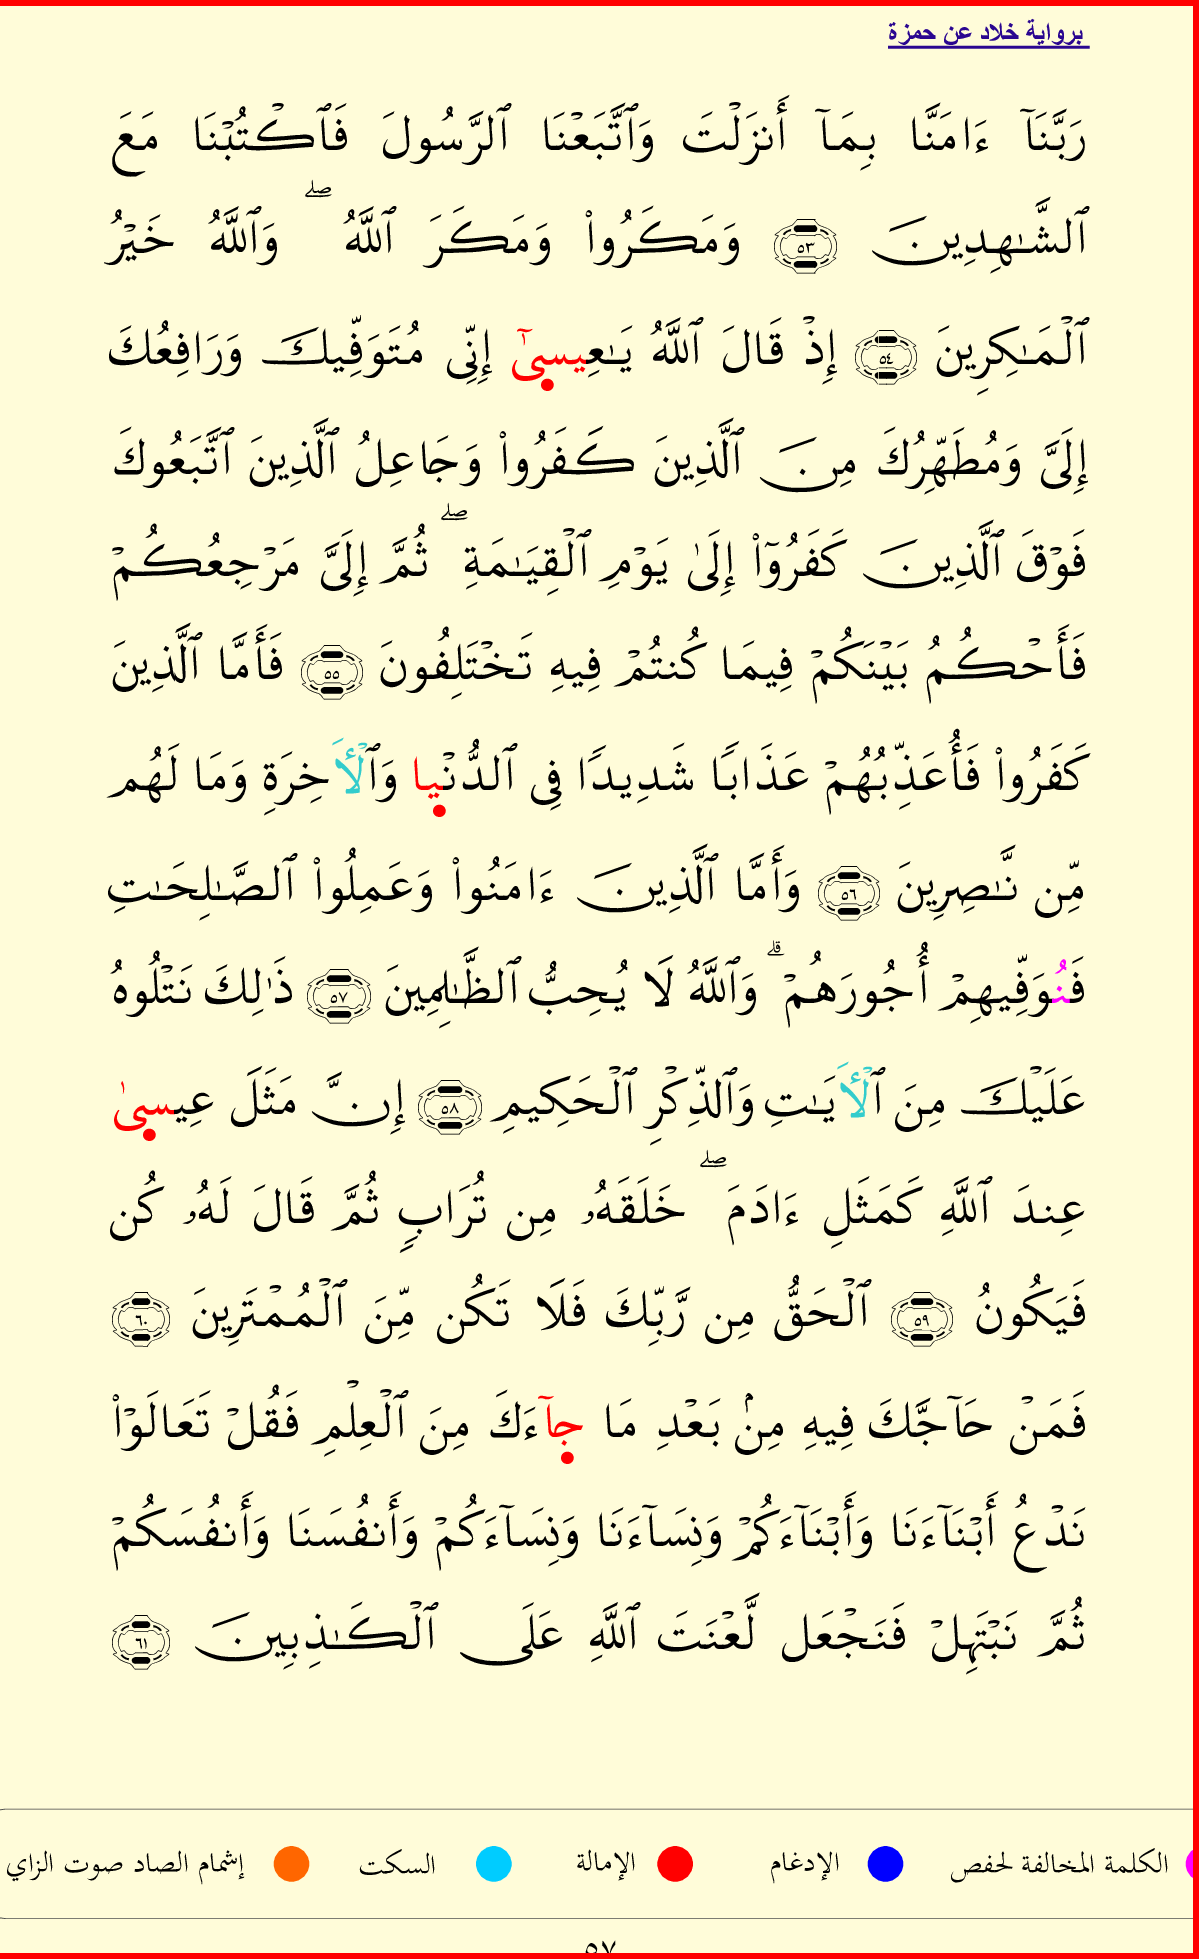 برواية خلاد عن حمزة
رَبَّنَآ ءَامَنَّا بِمَآ أَنزَلْتَ وَٱتَّبَعْنَا ٱلرَّسُولَ فَٱكْتُبْنَا مَعَ
ٱلشَّـٰهِدِينَ ٥٣ وَمَكَرُوا۟ وَمَكَرَ ٱللَّهُ ۖ وَٱللَّهُ خَيْرُ
ٱلْمَـٰكِرِينَ ٥٤ إِذْ قَالَ ٱللَّهُ يَـٰعِيسىٓ إِنِّى مُتَوَفِّيكَ وَرَافِعُكَ
إِلَىَّ وَمُطَهِّرُكَ مِنَ ٱلَّذِينَ كَفَرُوا۟ وَجَاعِلُ ٱلَّذِينَ ٱتَّبَعُوكَ
فَوْقَ ٱلَّذِينَ كَفَرُوٓا۟ إِلَىٰ يَوْمِ ٱلْقِيَـٰمَةِ ۖ ثُمَّ إِلَىَّ مَرْجِعُكُمْ
فَأَحْكُمُ بَيْنَكُمْ فِيمَا كُنتُمْ فِيهِ تَخْتَلِفُونَ ٥٥ فَأَمَّا ٱلَّذِينَ
كَفَرُوا۟ فَأُعَذِّبُهُمْ عَذَابًا شَدِيدًا فِى ٱلدُّنْيا وَٱلْأَخِرَةِ وَمَا لَهُم
مِّن نَّـٰصِرِينَ ٥٦ وَأَمَّا ٱلَّذِينَ ءَامَنُوا۟ وَعَمِلُوا۟ ٱلصَّـٰلِحَـٰتِ
فَنُوَفِّيهِمْ أُجُورَهُمْ ۗ وَٱللَّهُ لَا يُحِبُّ ٱلظَّـٰلِمِينَ ٥٧ ذَٰلِكَ نَتْلُوهُ
عَلَيْكَ مِنَ ٱلْأَيَـٰتِ وَٱلذِّكْرِ ٱلْحَكِيمِ ٥٨ إِنَّ مَثَلَ عِيسىٰ
عِندَ ٱللَّهِ كَمَثَلِ ءَادَمَ ۖ خَلَقَهُۥ مِن تُرَابٍ ثُمَّ قَالَ لَهُۥ كُن
فَيَكُونُ ٥٩ ٱلْحَقُّ مِن رَّبِّكَ فَلَا تَكُن مِّنَ ٱلْمُمْتَرِينَ ٦٠
فَمَنْ حَآجَّكَ فِيهِ مِنۢ بَعْدِ مَا جآءَكَ مِنَ ٱلْعِلْمِ فَقُلْ تَعَالَوْا۟
نَدْعُ أَبْنَآءَنَا وَأَبْنَآءَكُمْ وَنِسَآءَنَا وَنِسَآءَكُمْ وَأَنفُسَنَا وَأَنفُسَكُمْ
ثُمَّ نَبْتَهِلْ فَنَجْعَل لَّعْنَتَ ٱللَّهِ عَلَى ٱلْكَـٰذِبِينَ ٦١
الكلمة المخالفة لحفص الإدغام الإمالة السكت إشمام الصاد صوت الزاي
٥٧